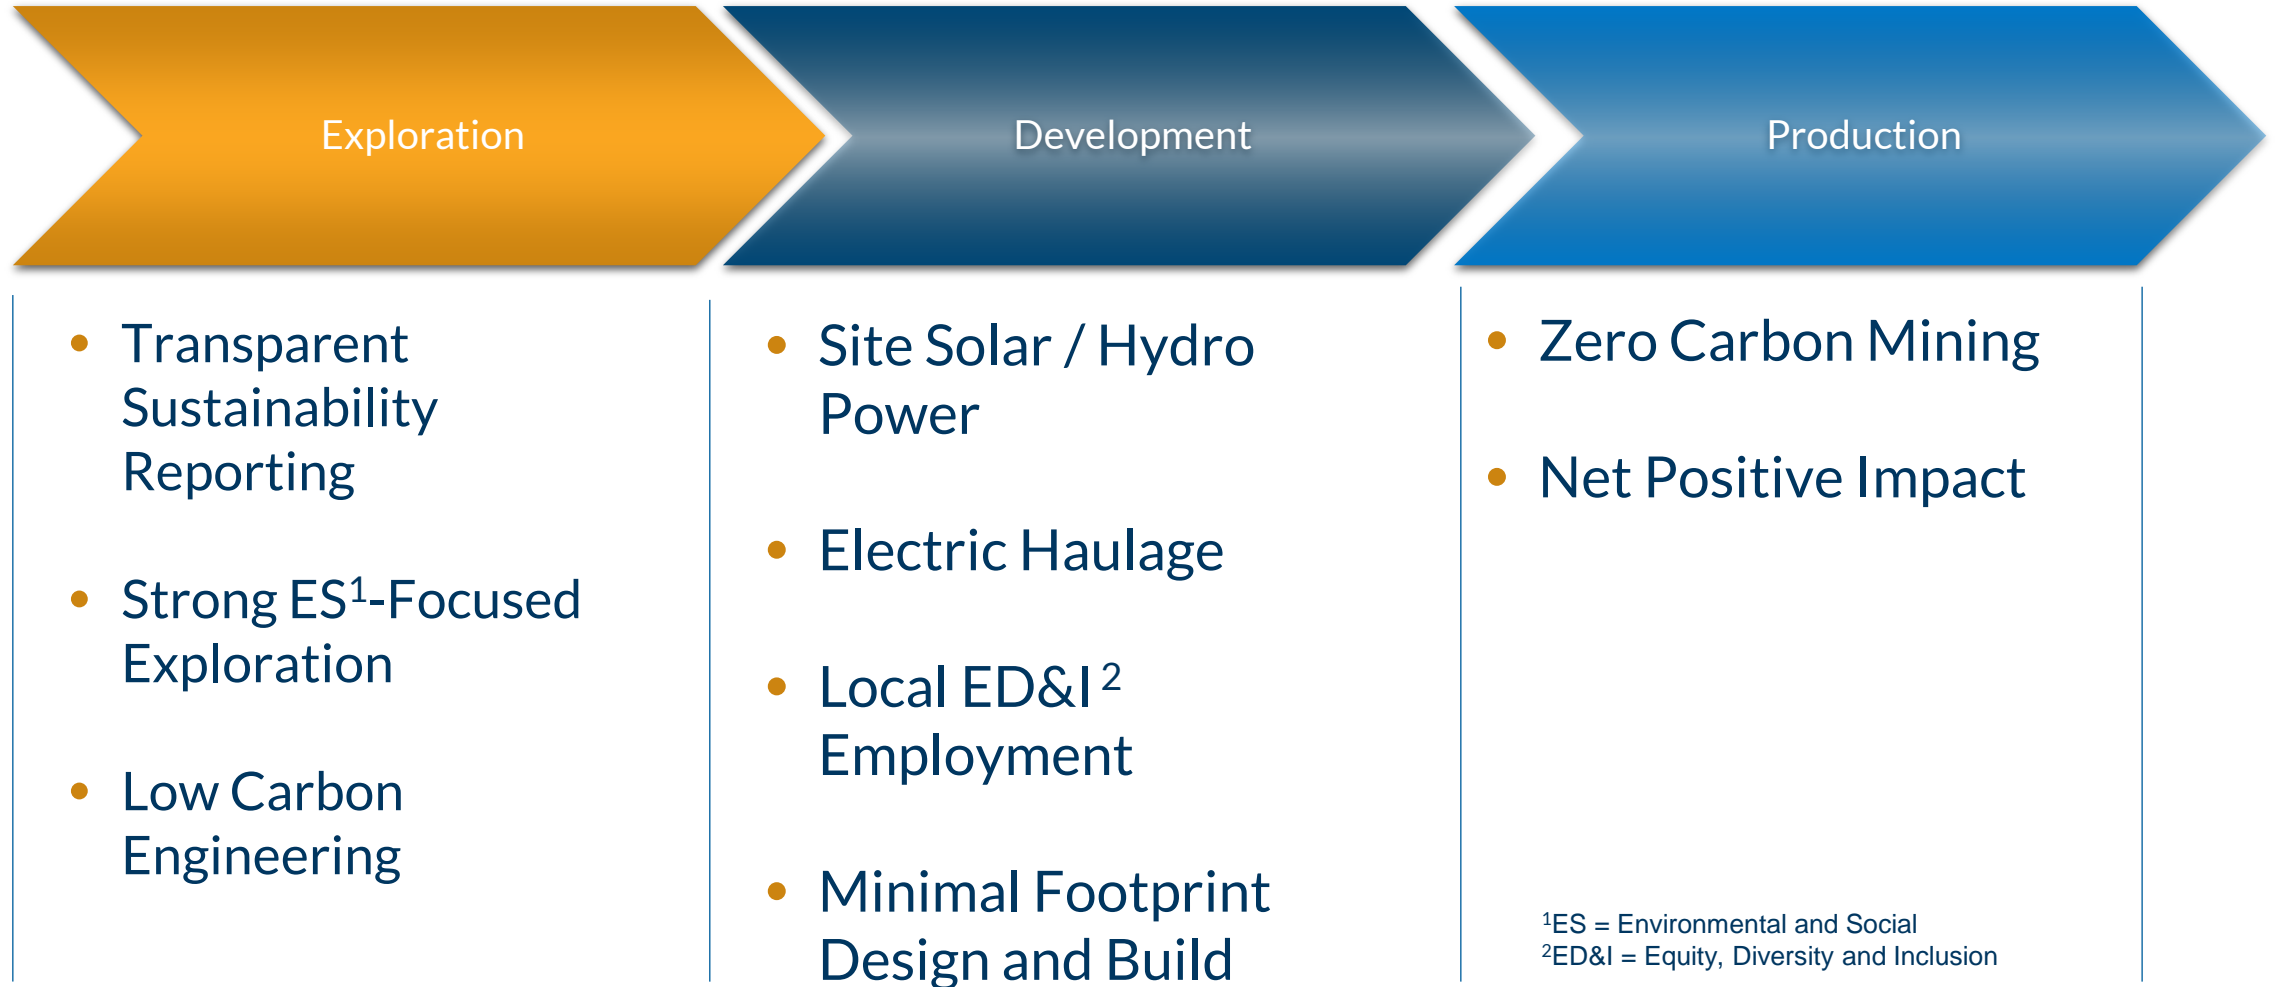 Exploration
Development
Production
• Transparent
Sustainability
Reporting
• Strong ES¹-Focused
Exploration
• Low Carbon
Engineering
• Site Solar / Hydro
Power
• Electric Haulage
• Local ED&I ²
Employment
• Minimal Footprint
Design and Build
• Zero Carbon Mining
• Net Positive Impact
¹ES = Environmental and Social
²ED&I = Equity, Diversity and Inclusion